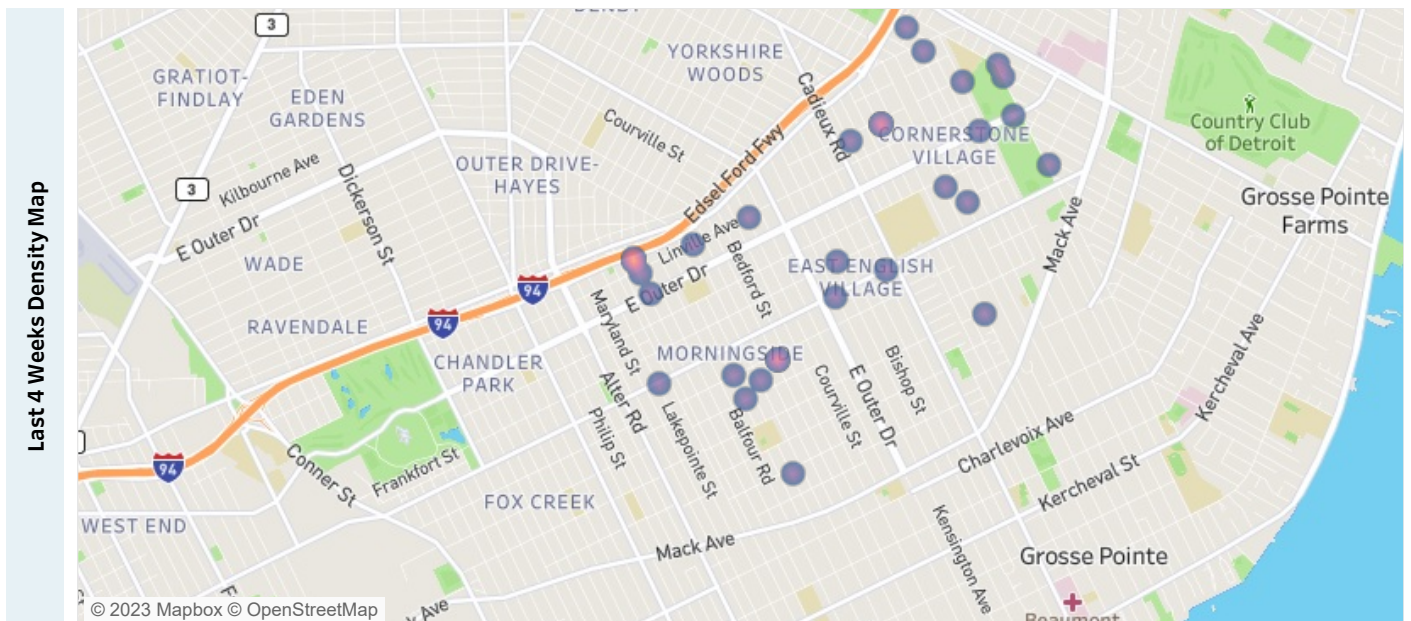 Last 4 Weeks Density Map
3
YORKSHIRE
WOODS
GRATIOT-
FINDLAY
EDEN
GARDENS
Cadieux Rd
Courville St
Country Club
of Detroit
CORNERSTONE
VILLAGE
Edsel Ford Fwy
OUTER DRIVE-
HAYES
Kilbourne Ave
3
Dickerson St
Grosse Pointe
Farms
E Outer Dr
Linville Ave
Mack Ave
WADE
Bedford St
EAST ENGLISH
VILLAGE
E Outer Dr
94
94
Maryland St
RAVENDALE
MORNINGSIDE
CHANDLER
PARK
Bishop St
Kercheval Ave
E Outer Dr
Courville St
Alter Rd
Philip St
Lakepointe St
Balfour Rd
Charlevoix Ave
94
Conner St
Frankfort St
Kercheval St
FOX CREEK
WEST END
Mack Ave
Kensington Ave
Grosse Pointe
© 2023 Mapbox © OpenStreetMap
Ave
Beaumont